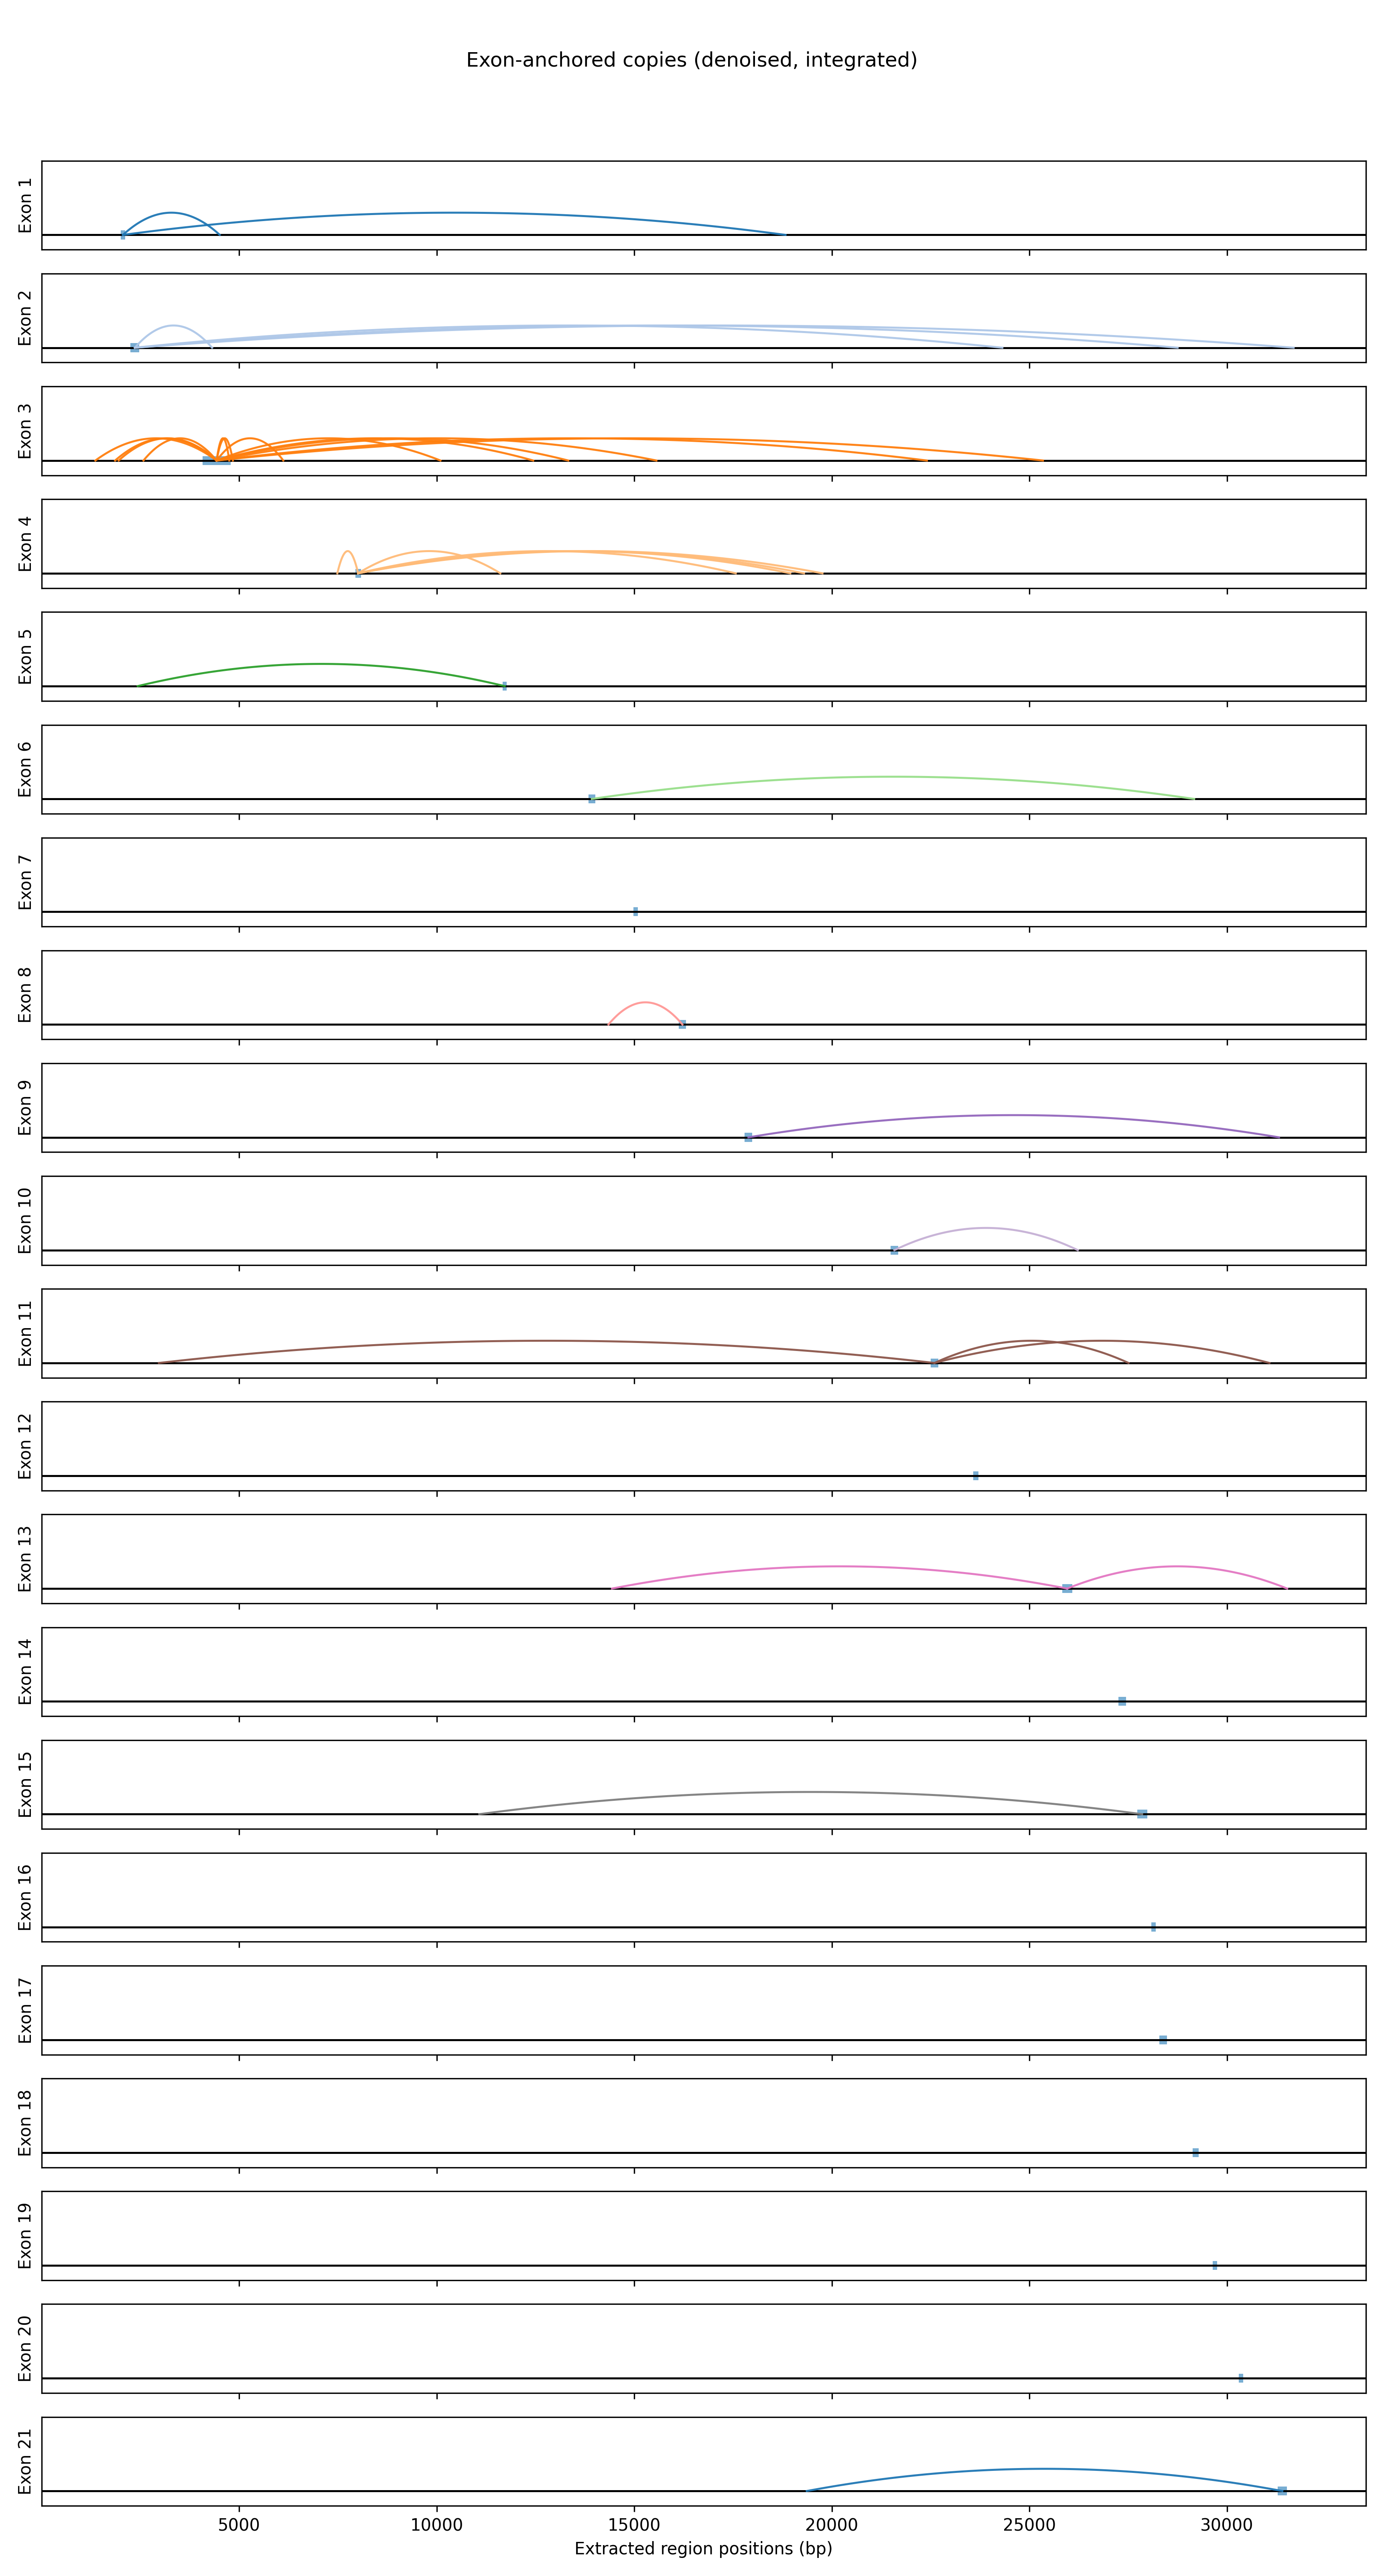 Exon-anchored copies (denoised, integrated)
Exon 1
Exon 2
Exon 3
Exon 4
Exon 5
Exon 6
Exon 7
Exon 8
Exon 9
Exon 10
Exon 11
Exon 12
Exon 13
Exon 14
Exon 15
Exon 16
Exon 17
Exon 18
Exon 19
Exon 20
Exon 21
5000 10000 15000 20000 25000 30000
Extracted region positions (bp)